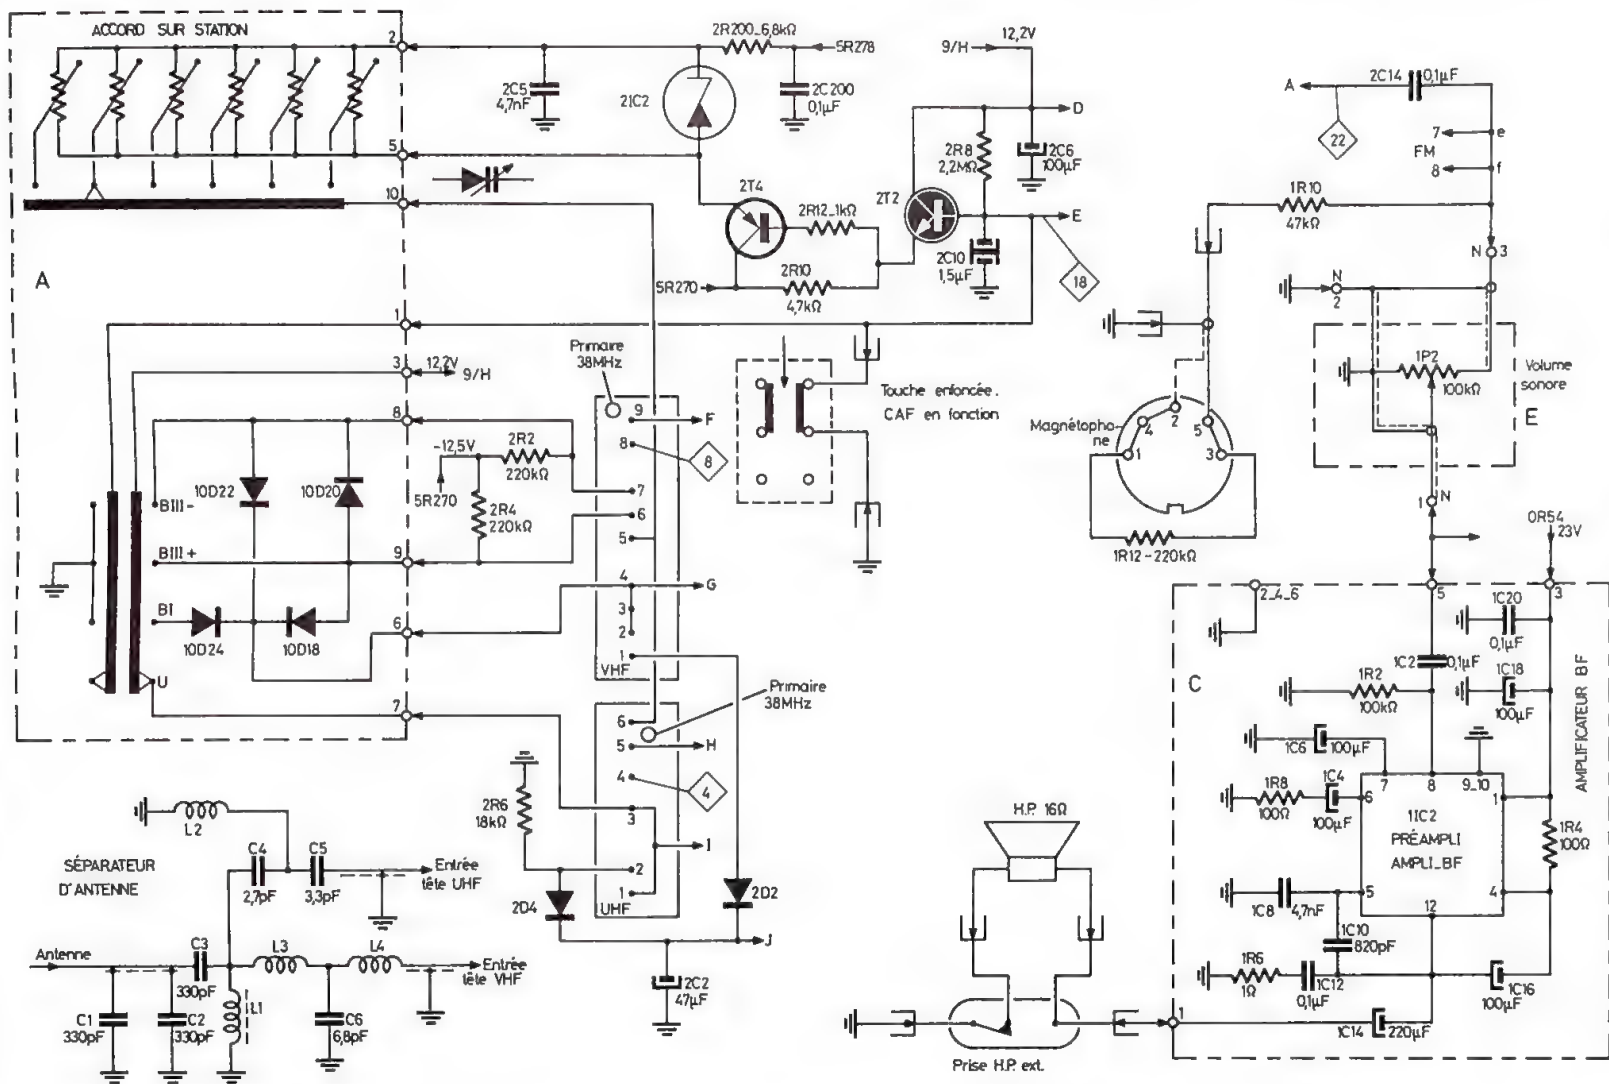 ACCORD SUR STATION
2
5
10
A
1
3
12,2V
9/H
8
BIII-
10D22
10D20
BIII+
9
BI
10D24
10D18
6
U
7
2R200_6,8kΩ
5R278
2C5
4,7nF
2IC2
2C200
0,1µF
9/H
12,2V
D
2R8
2,2MΩ
2C6
100µF
2T4
2R12_1kΩ
2T2
E
2C10
1,5µF
18
5R270
2R10
4,7kΩ
Primaire
38MHz
9
F
8
8
7
6
5
4
G
3
2
1
VHF
-12,5V
2R2
220kΩ
5R270
2R4
220kΩ
Touche enfoncée.
CAF en fonction
Primaire
38MHz
6
5
H
4
4
3
I
2
1
UHF
2R6
18kΩ
2D4
2D2
J
2C2
47µF
A
2C14
0,1µF
22
7
e
FM
8
f
1R10
47kΩ
N
3
N
2
1P2
100kΩ
Volume
sonore
E
1
N
Magnétopho_
ne
2
4
5
1
3
1R12-220kΩ
0R54
23V
2_4_6
5
3
1C20
0,1µF
1C2
0,1µF
1C18
100µF
C
1R2
100kΩ
AMPLIFICATEUR BF
1C6
100µF
7
8
9_10
1R8
100Ω
1C4
100µF
6
1
1IC2
PRÉAMPLI
AMPLI_BF
1R4
100Ω
5
4
12
1C8
4,7nF
1C10
820pF
1R6
1Ω
1C12
0,1µF
1C16
100µF
1
1C14
220µF
H.P. 16Ω
Prise H.P. ext.
L2
SÉPARATEUR
D'ANTENNE
C4
2,7pF
C5
3,3pF
Entrée
tête UHF
Antenne
C3
330pF
L3
L4
Entrée
tête VHF
C1
330pF
C2
330pF
L1
C6
6,8pF